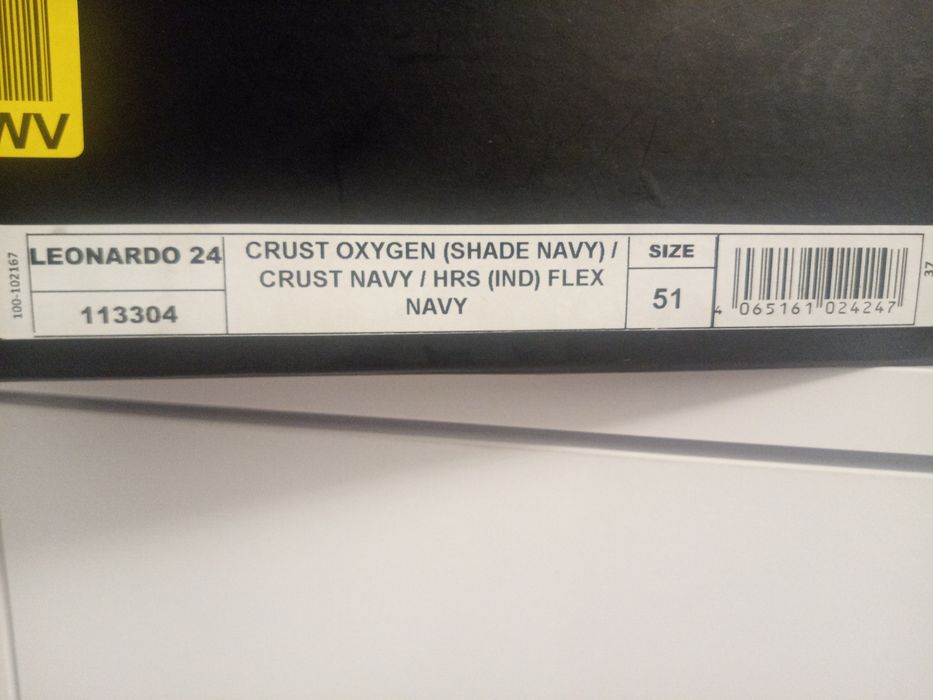 WV
100-102167
LEONARDO 24
113304
CRUST OXYGEN (SHADE NAVY) /
CRUST NAVY / HRS (IND) FLEX
NAVY
SIZE
51
4 065161 024247
37